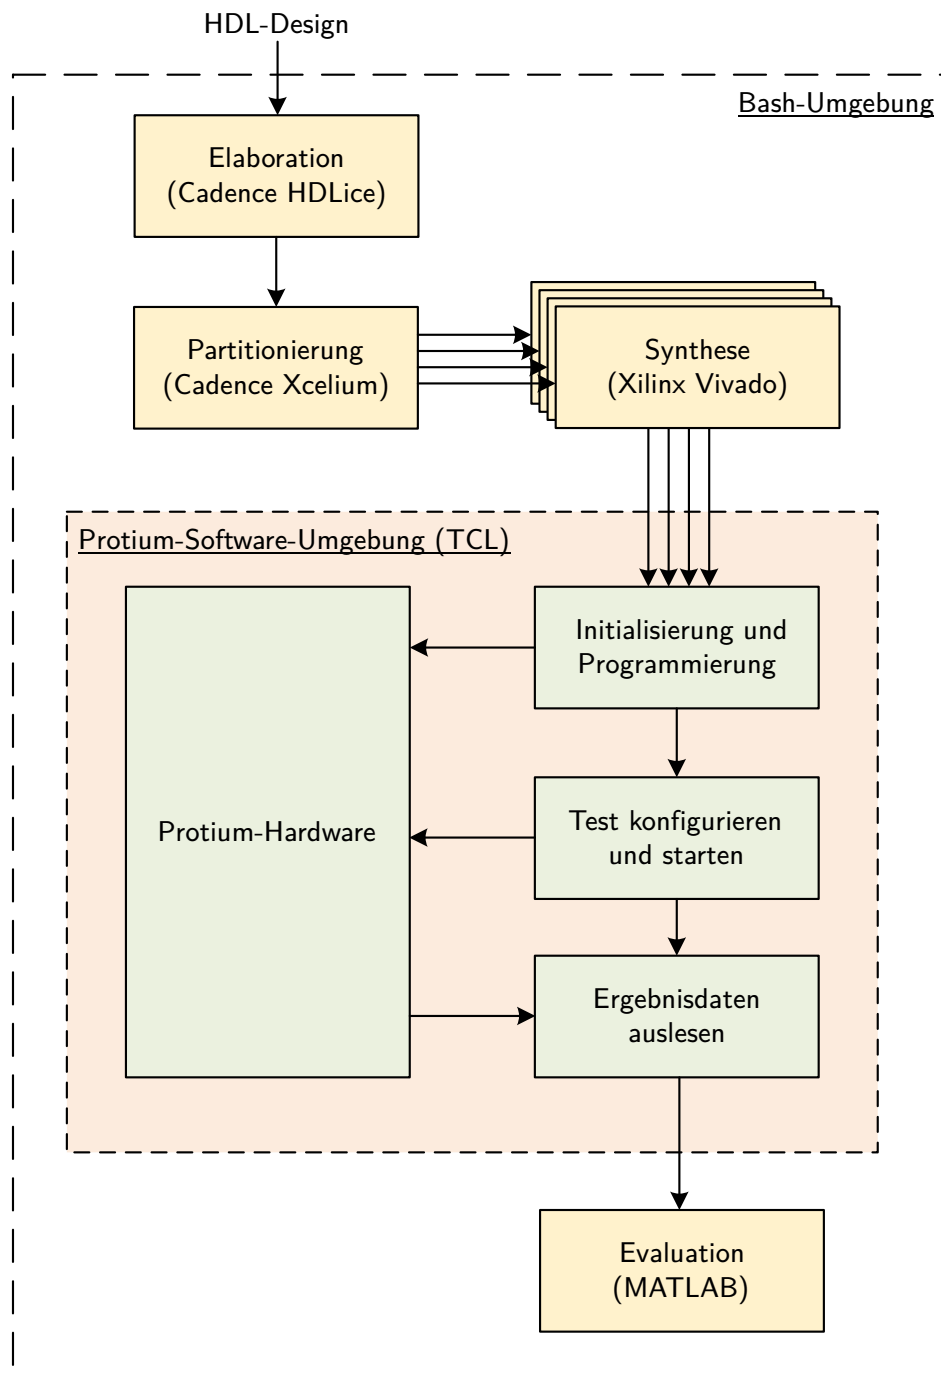 HDL-Design
Bash-Umgebung
Elaboration
(Cadence HDLice)
Partitionierung
(Cadence Xcelium)
Synthese
(Xilinx Vivado)
Protium-Software-Umgebung (TCL)
Initialisierung und
Programmierung
Protium-Hardware
Test konfigurieren
und starten
Ergebnisdaten
auslesen
Evaluation
(MATLAB)